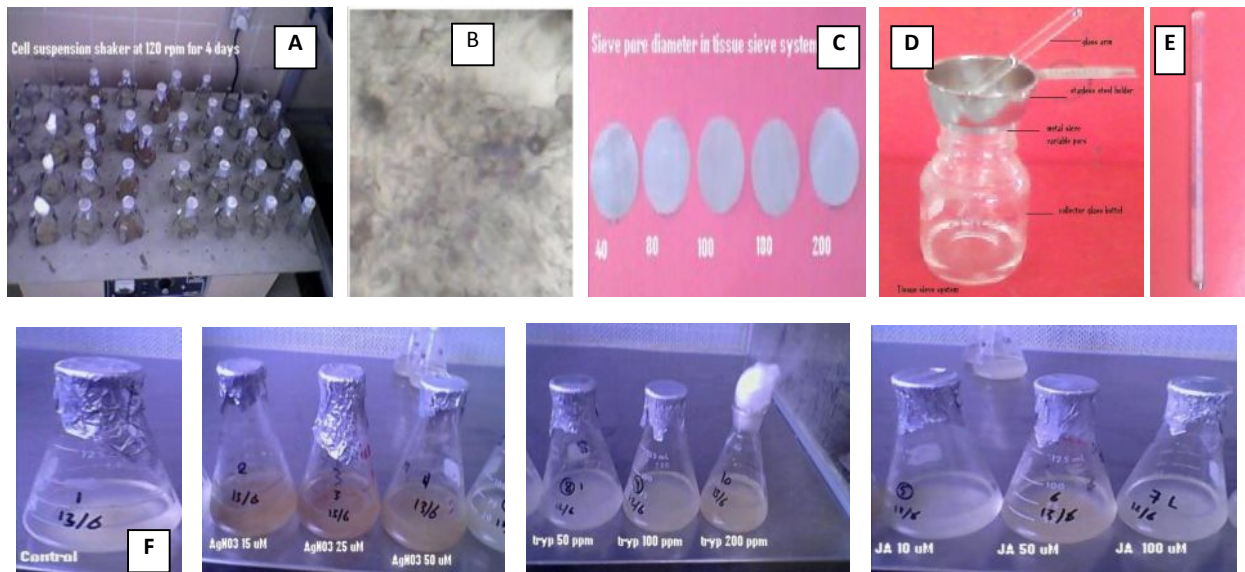 Cell suspension shaker at 120 rpm for 4 days
A
B
Sieve pore diameter in tissue sieve system
C
40
80
100
180
200
D
glass arm
stainless steel holder
metal sieve
variable pore
collector glass bottel
Tissue sieve system
E
1
13/6
Control
F
2
13/6
3
13/6
4
13/6
AgNO3 15 uM
AgNO3 25 uM
AgNO3 50 uM
tryp 50 ppm
tryp 100 ppm
10
tryp 200 ppm
5
6
13/6
7 L
JA 10 uM
JA 50 uM
JA 100 uM